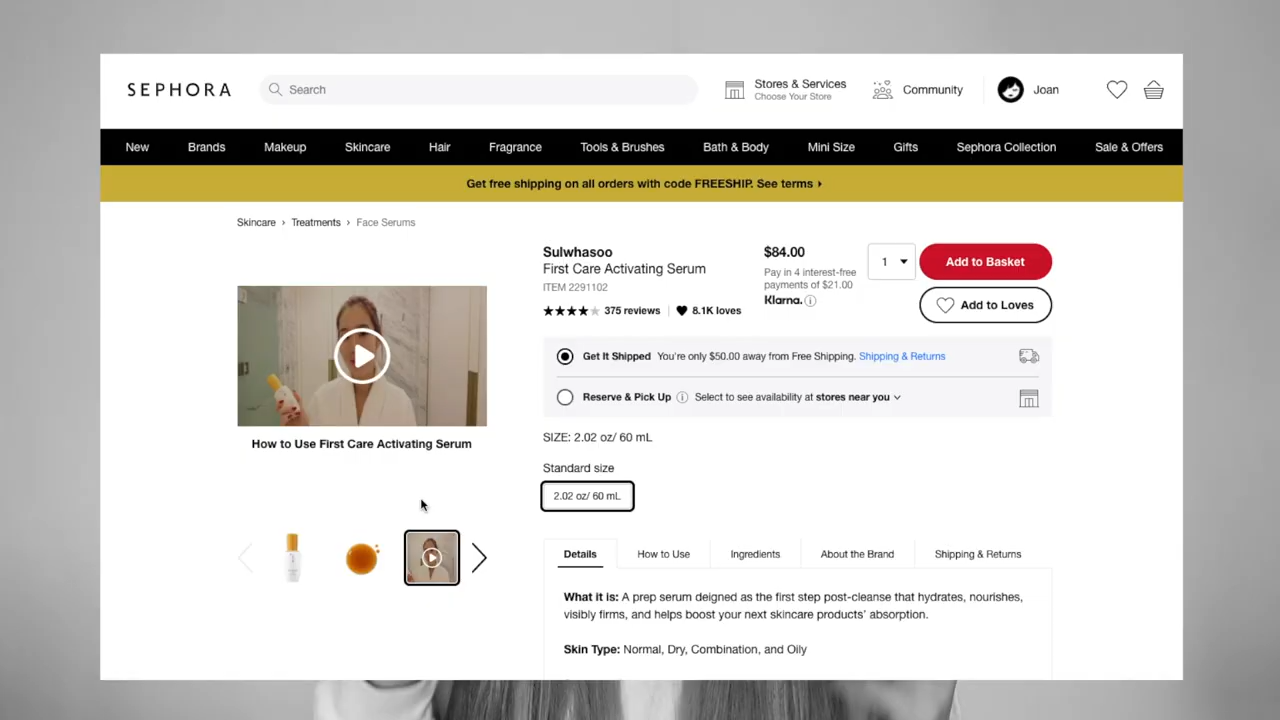 SEPHORA
Search
Stores & Services
Choose Your Store
Community
Joan
New
Brands
Makeup
Skincare
Hair
Fragrance
Tools & Brushes
Bath & Body
Mini Size
Gifts
Sephora Collection
Sale & Offers
Get free shipping on all orders with code FREESHIP. See terms
Skincare › Treatments › Face Serums
How to Use First Care Activating Serum
Sulwhasoo
First Care Activating Serum
ITEM 2291102
375 reviews
8.1K loves
$84.00
Pay in 4 interest-free
payments of $21.00
Klarna.
1
Add to Basket
Add to Loves
Get It Shipped You're only $50.00 away from Free Shipping. Shipping & Returns
Reserve & Pick Up Select to see availability at stores near you
SIZE: 2.02 oz/ 60 mL
Standard size
2.02 oz/ 60 mL
Details
How to Use
Ingredients
About the Brand
Shipping & Returns
What it is: A prep serum deigned as the first step post-cleanse that hydrates, nourishes,
visibly firms, and helps boost your next skincare products' absorption.
Skin Type: Normal, Dry, Combination, and Oily